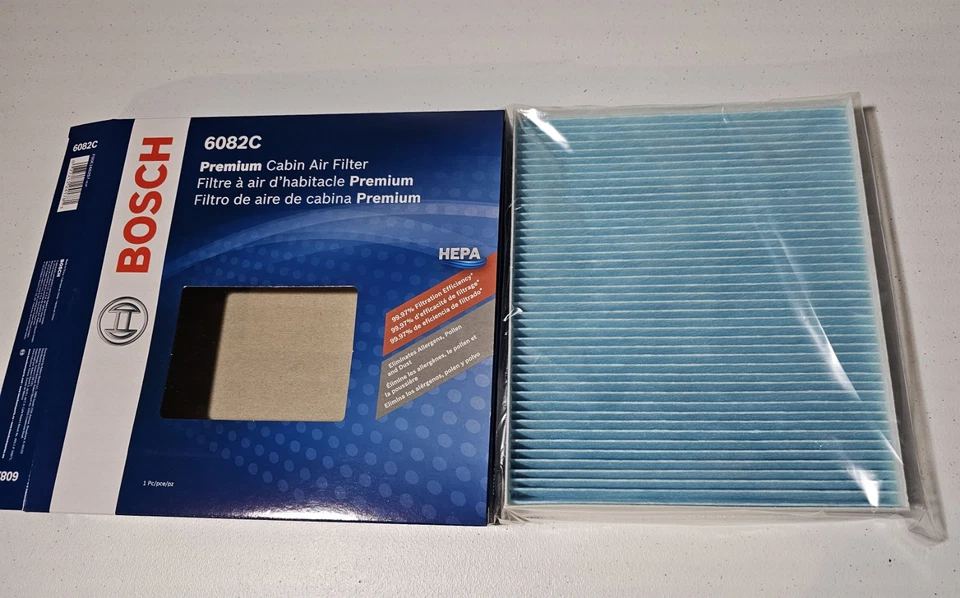 6082C
BOSCH
6082C
Premium Cabin Air Filter
Filtre à air d'habitacle Premium
Filtro de aire de cabina Premium
HEPA
99.97% Filtration Efficiency*
99.97% d'efficacité de filtrage*
99.97% de eficiencia de filtrado*
Eliminates Allergens, Pollen
and Dust
Élimine les allergènes, le pollen et
la poussière
Elimina los alérgenos, polen y polvo
1 Pc/pce/pz
BOSCH